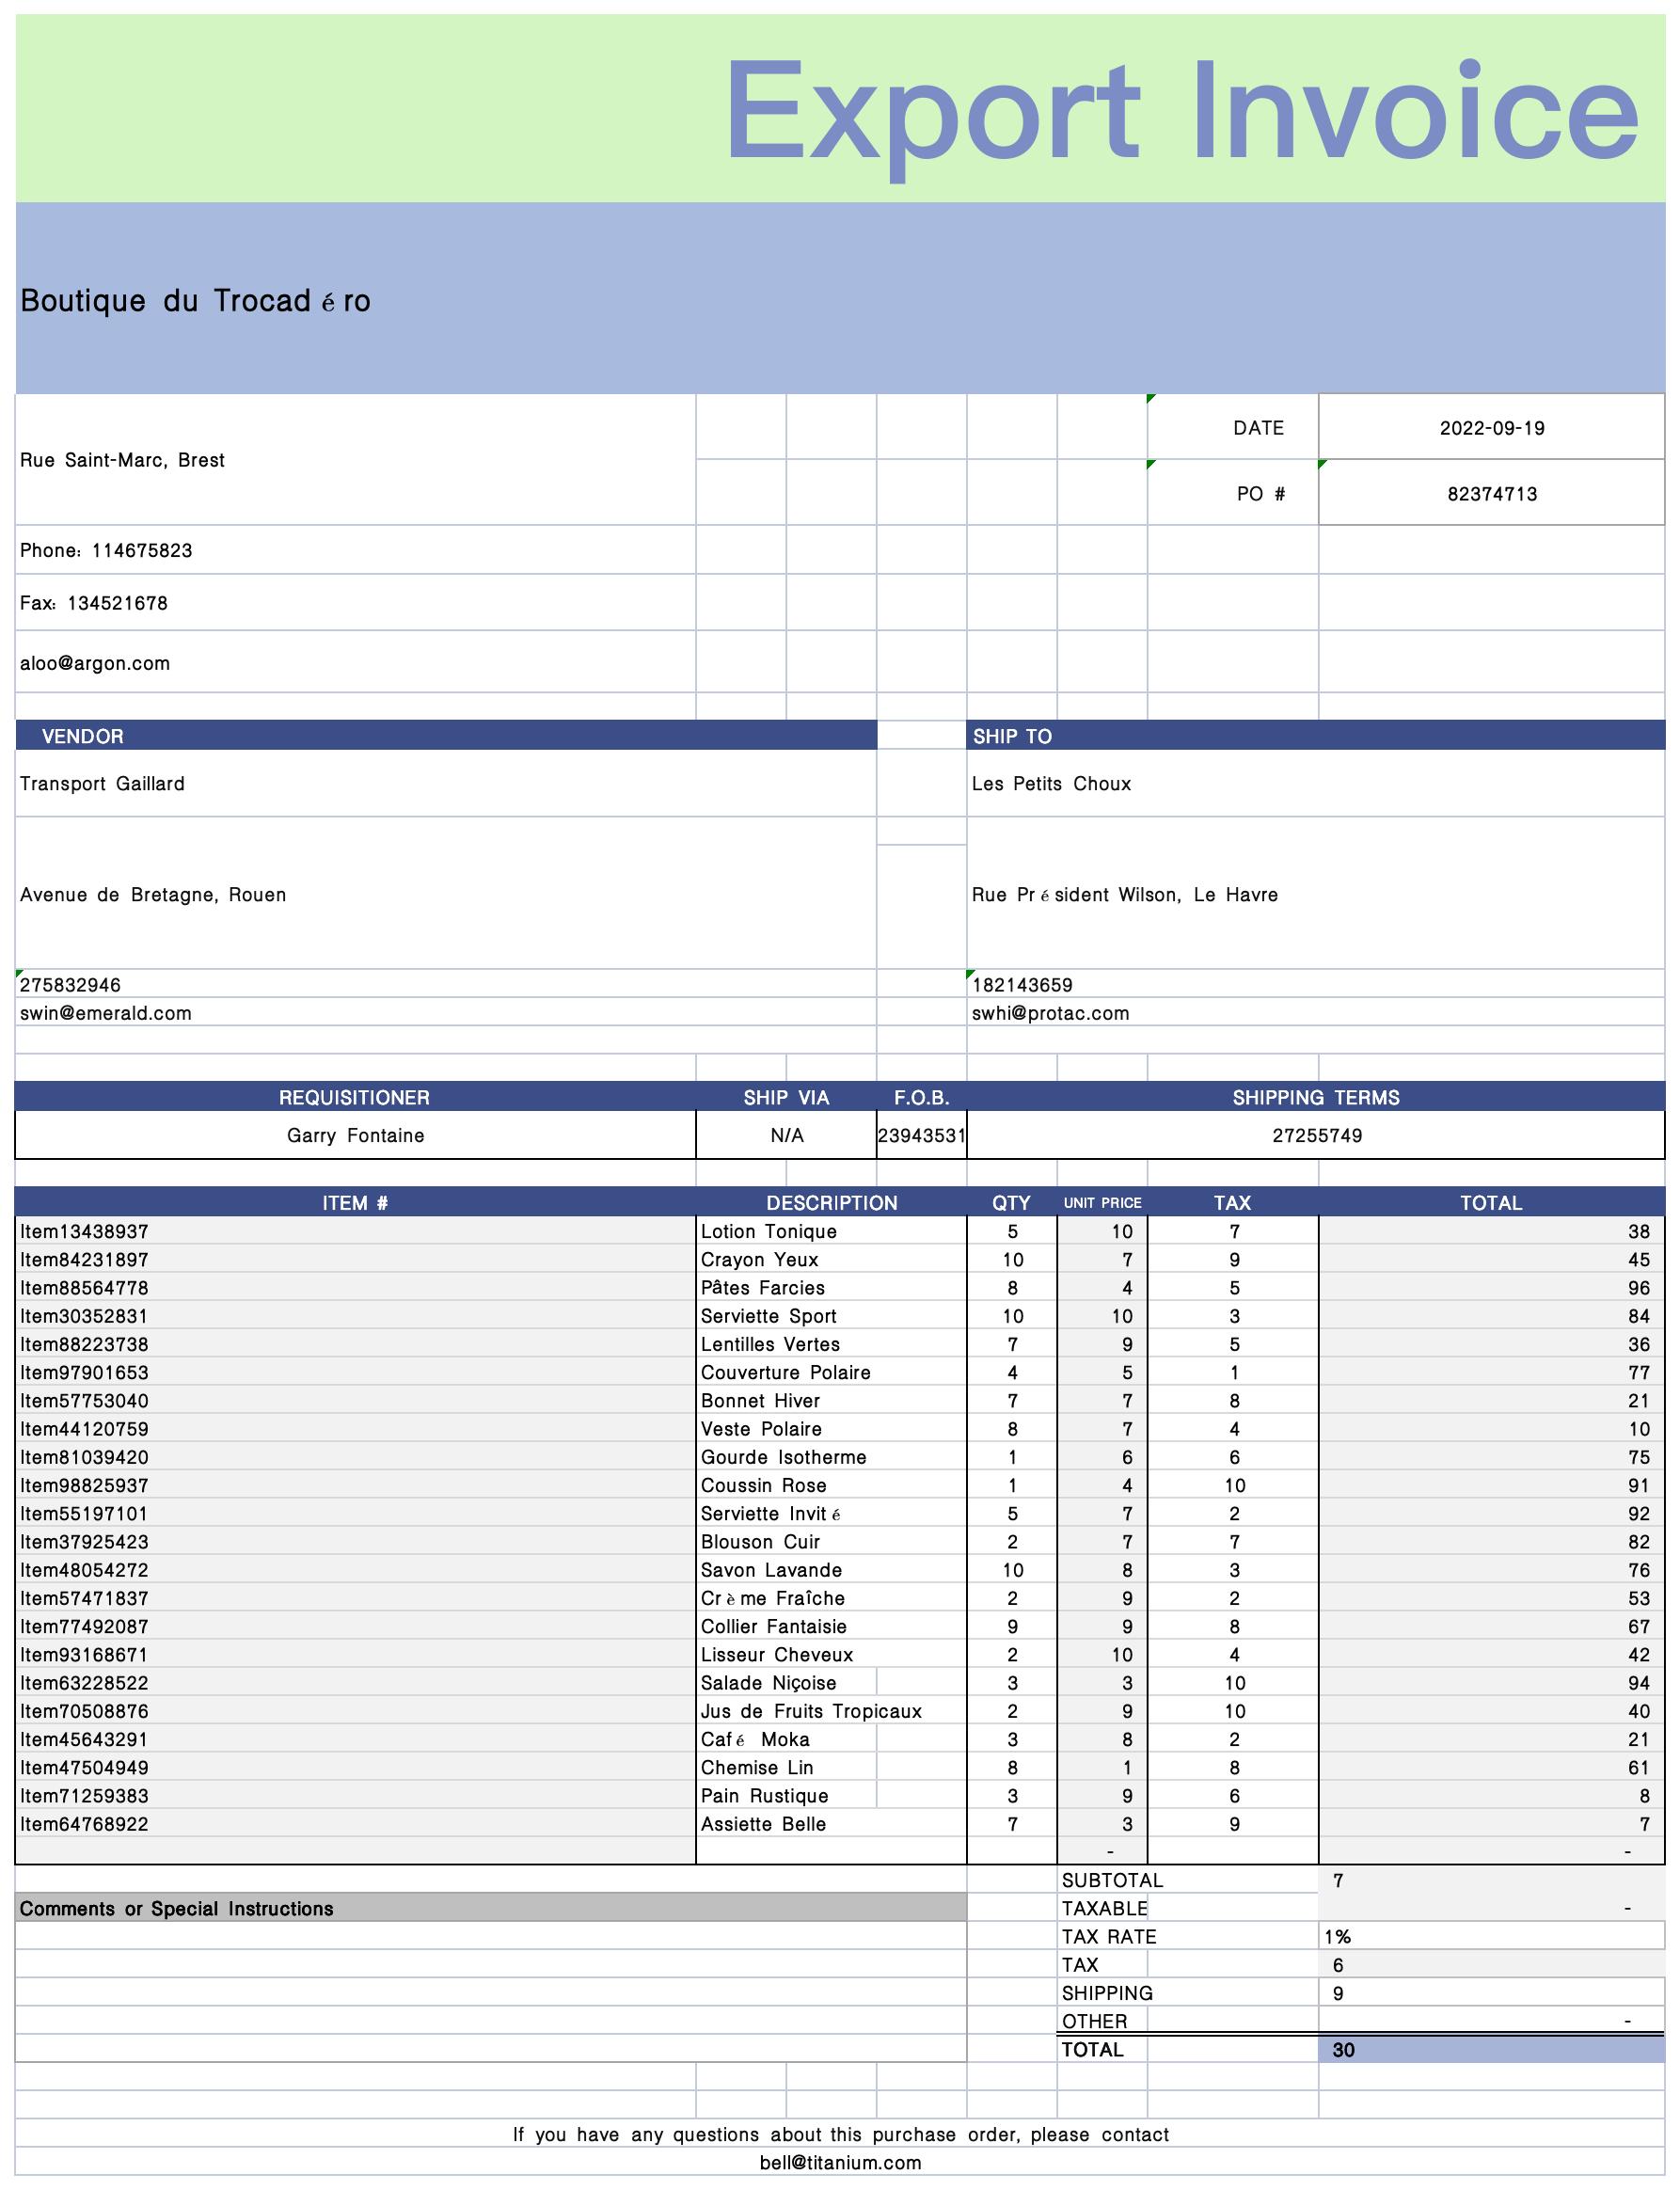 Export Invoice
Boutique du Trocadéro
Rue Saint-Marc, Brest
DATE 2022-09-19
PO # 82374713
Phone: 114675823
Fax: 134521678
aloo@argon.com
VENDOR SHIP TO
Transport Gaillard Les Petits Choux
Avenue de Bretagne, Rouen Rue Président Wilson, Le Havre
275832946 182143659
swin@emerald.com swhi@protac.com
REQUISITIONER SHIP VIA F.O.B. SHIPPING TERMS
Garry Fontaine N/A 23943531 27255749
ITEM # DESCRIPTION QTY UNIT PRICE TAX TOTAL
Item13438937 Lotion Tonique 5 10 7 38
Item84231897 Crayon Yeux 10 7 9 45
Item88564778 Pâtes Farcies 8 4 5 96
Item30352831 Serviette Sport 10 10 3 84
Item88223738 Lentilles Vertes 7 9 5 36
Item97901653 Couverture Polaire 4 5 1 77
Item57753040 Bonnet Hiver 7 7 8 21
Item44120759 Veste Polaire 8 7 4 10
Item81039420 Gourde Isotherme 1 6 6 75
Item98825937 Coussin Rose 1 4 10 91
Item55197101 Serviette Invité 5 7 2 92
Item37925423 Blouson Cuir 2 7 7 82
Item48054272 Savon Lavande 10 8 3 76
Item57471837 Crème Fraîche 2 9 2 53
Item77492087 Collier Fantaisie 9 9 8 67
Item93168671 Lisseur Cheveux 2 10 4 42
Item63228522 Salade Niçoise 3 3 10 94
Item70508876 Jus de Fruits Tropicaux 2 9 10 40
Item45643291 Café Moka 3 8 2 21
Item47504949 Chemise Lin 8 1 8 61
Item71259383 Pain Rustique 3 9 6 8
Item64768922 Assiette Belle 7 3 9 7
- -
SUBTOTAL 7
Comments or Special Instructions TAXABLE -
TAX RATE 1%
TAX 6
SHIPPING 9
OTHER -
TOTAL 30
If you have any questions about this purchase order, please contact
bell@titanium.com